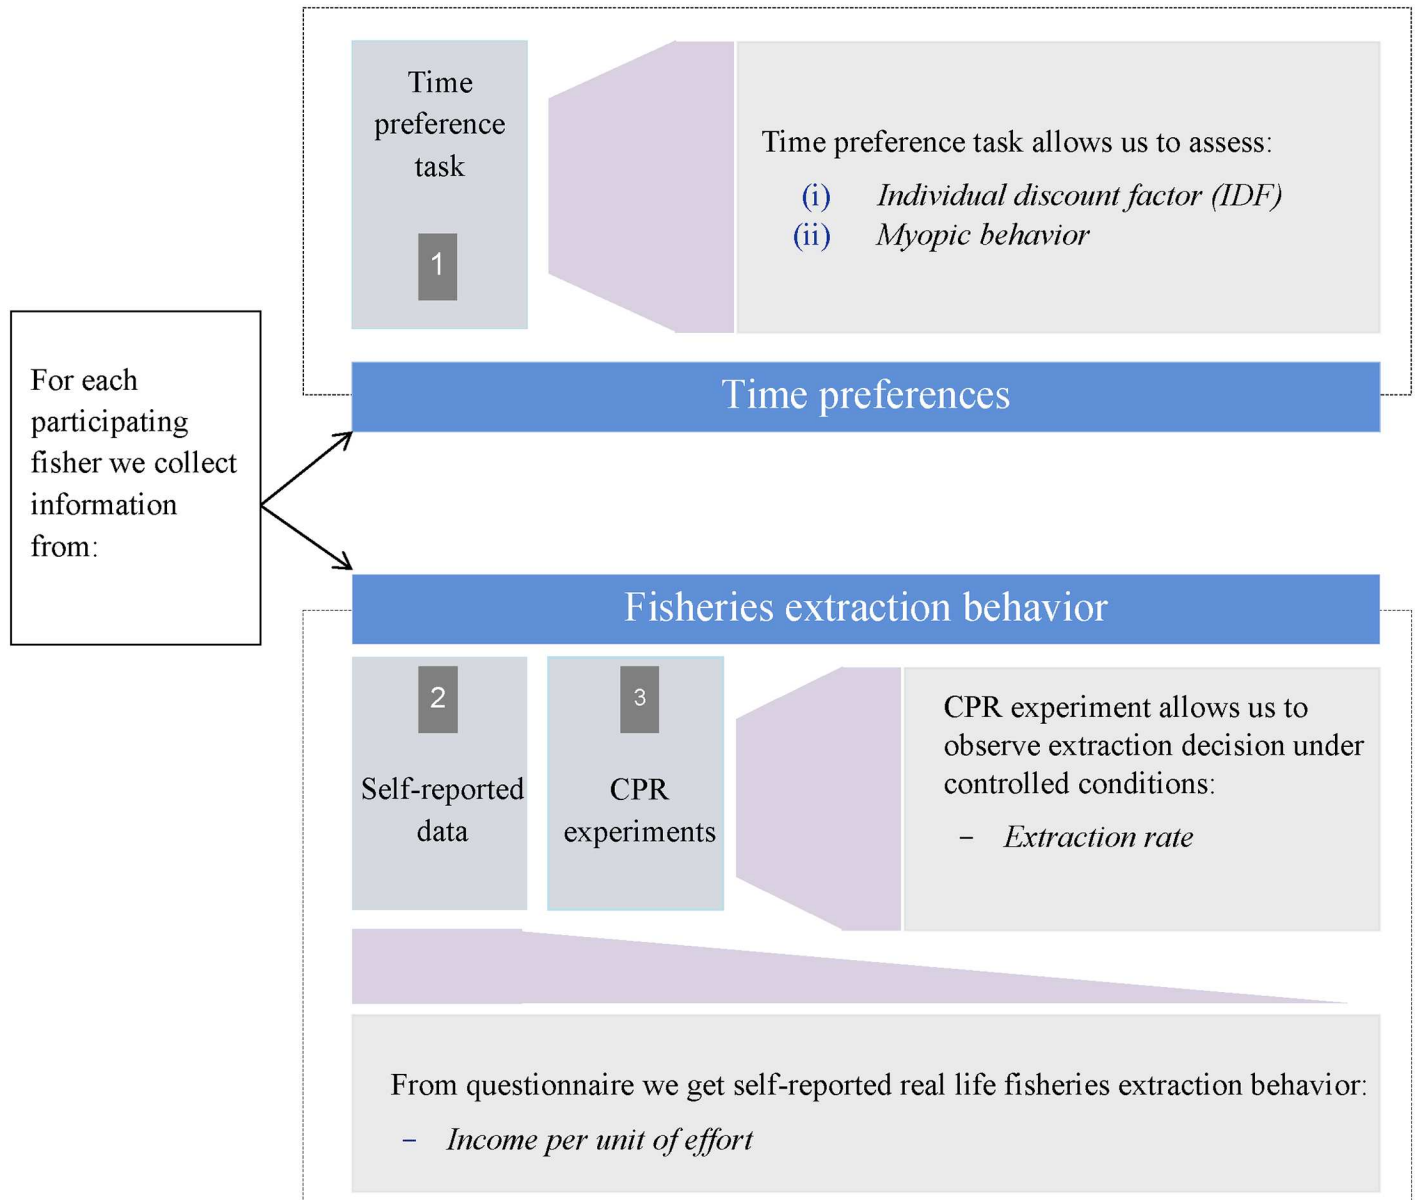 Time
preference
task
1
Time preference task allows us to assess:
(i) Individual discount factor (IDF)
(ii) Myopic behavior
Time preferences
For each
participating
fisher we collect
information
from:
Fisheries extraction behavior
2
Self-reported
data
3
CPR
experiments
CPR experiment allows us to
observe extraction decision under
controlled conditions:
– Extraction rate
From questionnaire we get self-reported real life fisheries extraction behavior:
– Income per unit of effort